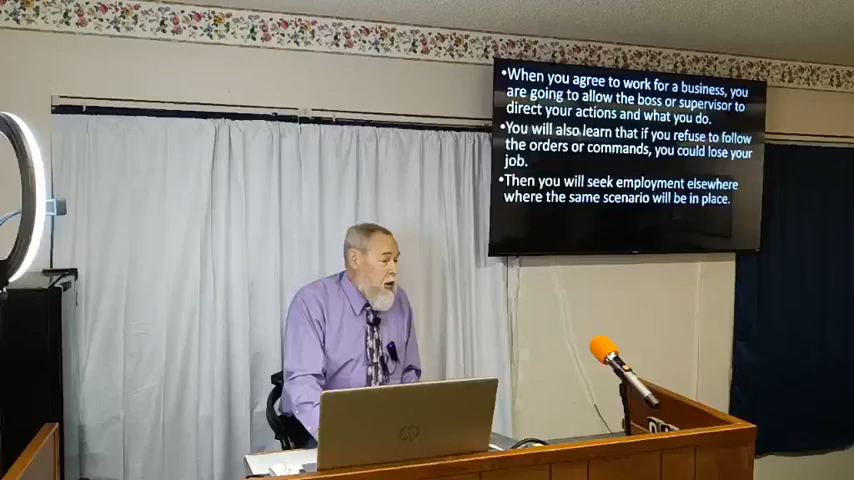 •When you agree to work for a business, you
are going to allow the boss or supervisor to
direct your actions and what you do.
•You will also learn that if you refuse to follow
the orders or commands, you could lose your
job.
•Then you will seek employment elsewhere
where the same scenario will be in place.
hp